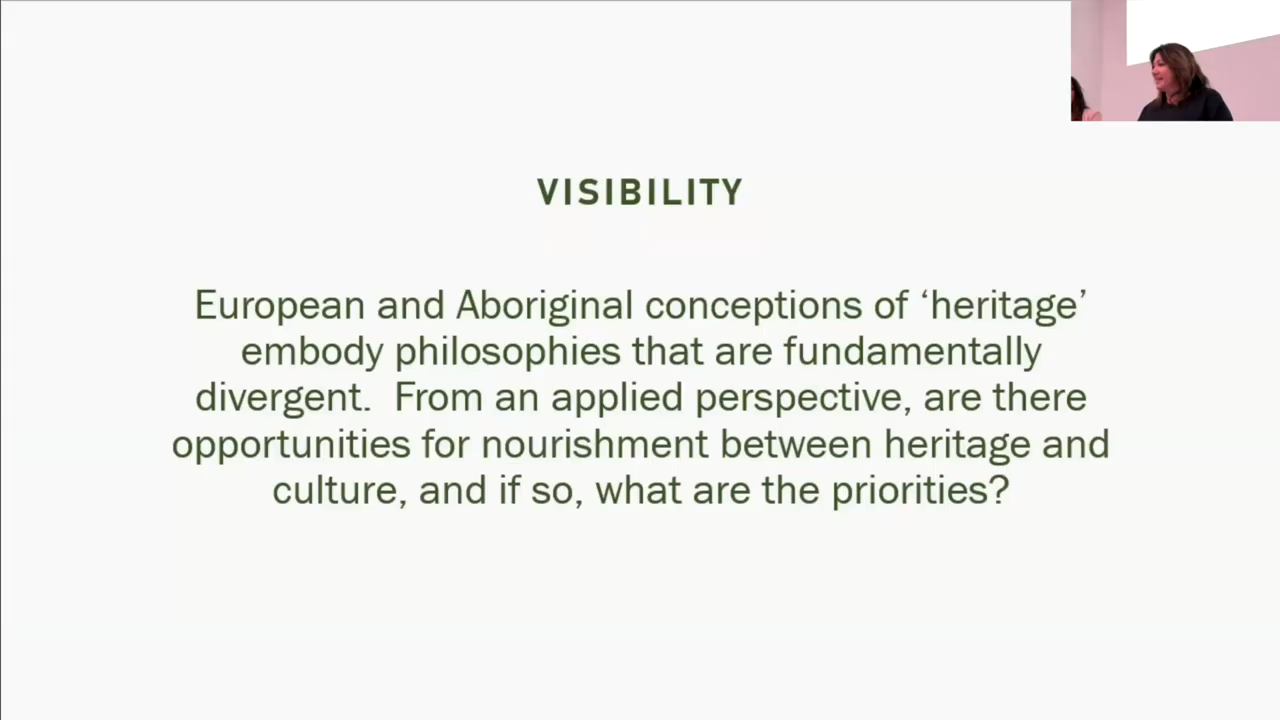 VISIBILITY
European and Aboriginal conceptions of ‘heritage’
embody philosophies that are fundamentally
divergent.  From an applied perspective, are there
opportunities for nourishment between heritage and
culture, and if so, what are the priorities?